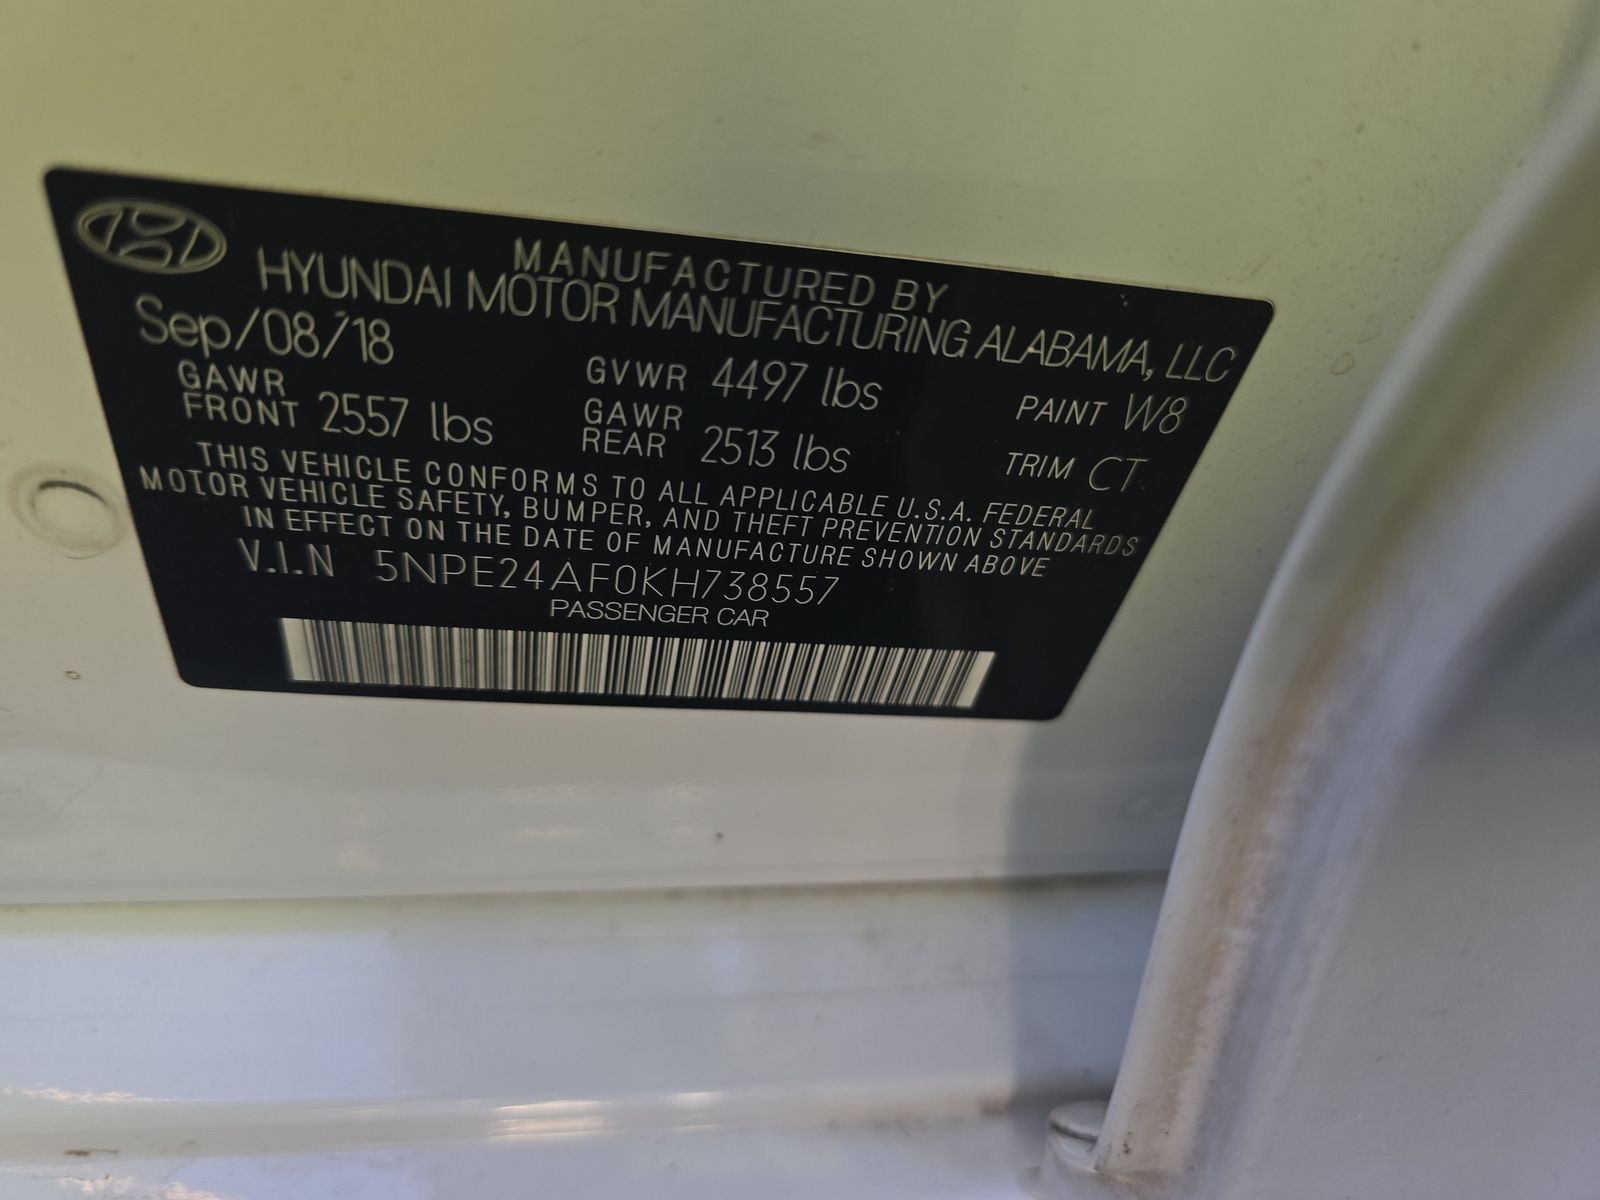 MANUFACTURED BY
HYUNDAI MOTOR MANUFACTURING ALABAMA, LLC
Sep/08/18
GAWR FRONT 2557 lbs
GVWR 4497 lbs
GAWR REAR 2513 lbs
PAINT W8
TRIM CT
THIS VEHICLE CONFORMS TO ALL APPLICABLE U.S.A. FEDERAL
MOTOR VEHICLE SAFETY, BUMPER, AND THEFT PREVENTION STANDARDS
IN EFFECT ON THE DATE OF MANUFACTURE SHOWN ABOVE
V.I.N 5NPE24AF0KH738557
PASSENGER CAR